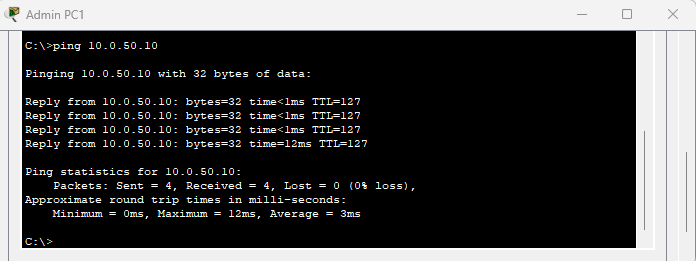 Admin PC1
C:\>ping 10.0.50.10
Pinging 10.0.50.10 with 32 bytes of data:
Reply from 10.0.50.10: bytes=32 time<1ms TTL=127
Reply from 10.0.50.10: bytes=32 time<1ms TTL=127
Reply from 10.0.50.10: bytes=32 time<1ms TTL=127
Reply from 10.0.50.10: bytes=32 time=12ms TTL=127
Ping statistics for 10.0.50.10:
    Packets: Sent = 4, Received = 4, Lost = 0 (0% loss),
Approximate round trip times in milli-seconds:
    Minimum = 0ms, Maximum = 12ms, Average = 3ms
C:\>